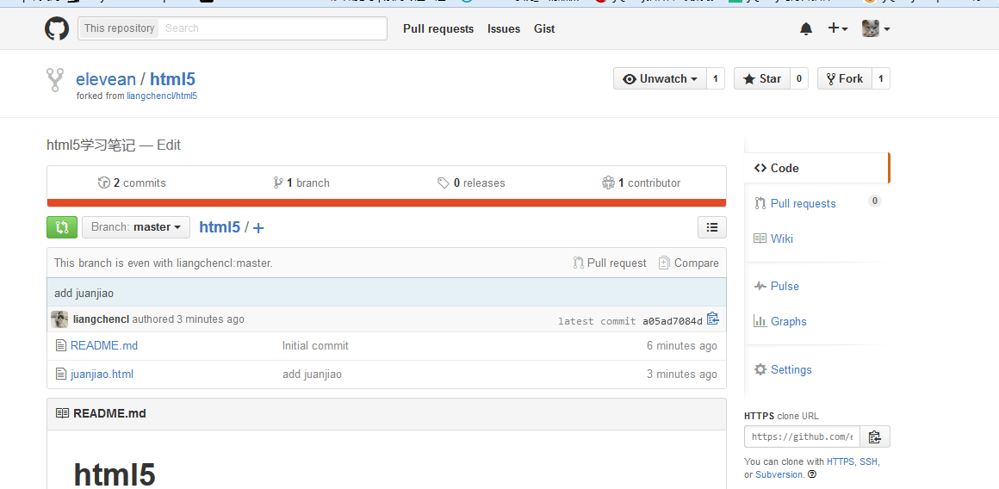 This repository Search Pull requests Issues Gist
elevean / html5 Unwatch 1 Star 0 Fork 1
forked from liangchencl/html5
html5学习笔记 — Edit
2 commits 1 branch 0 releases 1 contributor
Branch: master html5 / +
This branch is even with liangchencl:master. Pull request Compare
add juanjiao
liangchencl authored 3 minutes ago latest commit a05ad7084d
README.md Initial commit 6 minutes ago
juanjiao.html add juanjiao 3 minutes ago
README.md
html5
Code
Pull requests 0
Wiki
Pulse
Graphs
Settings
HTTPS clone URL
https://github.com/e
You can clone with HTTPS, SSH,
or Subversion.